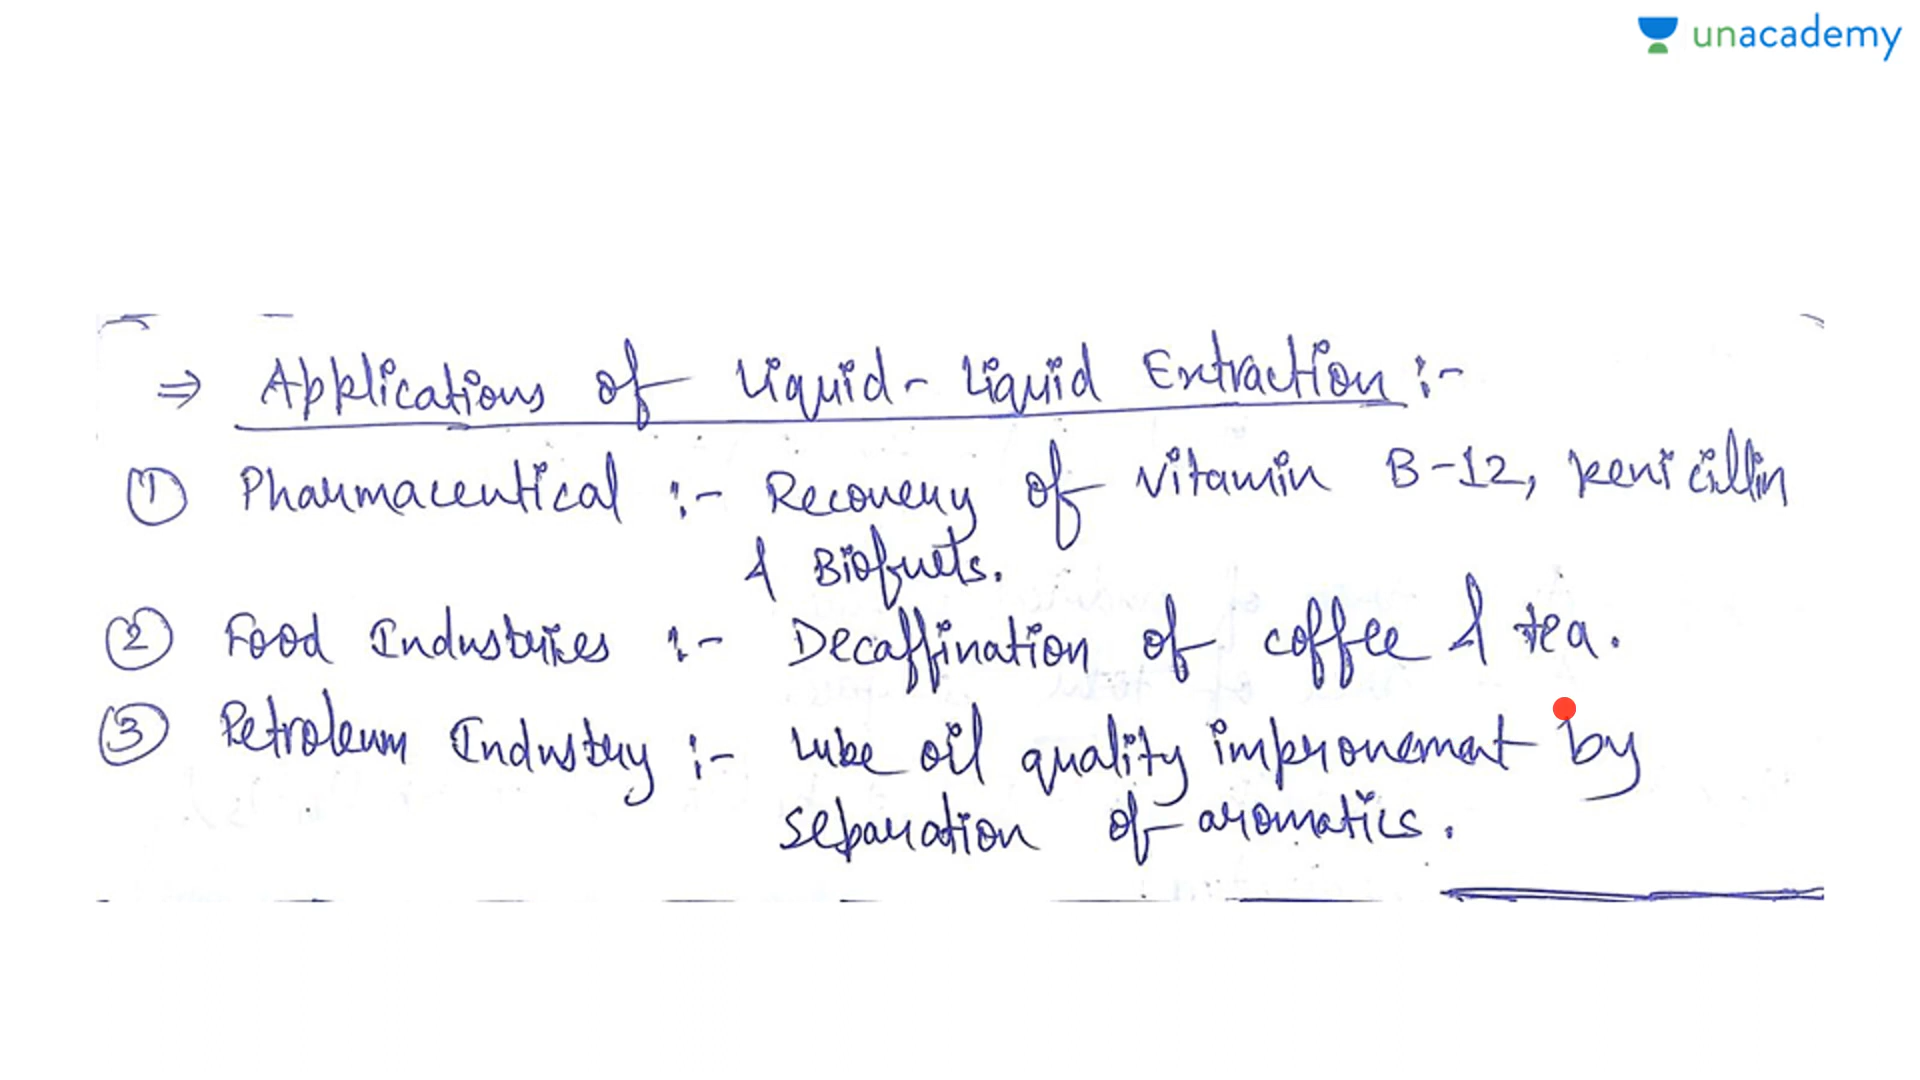 unacademy
⇒ Applications of Liquid-Liquid Extraction :-
① Pharmaceutical :- Recovery of vitamin B-12, penicillin
& Biofuels.
② Food Industries :- Decaffination of coffee & tea.
③ Petroleum Industry :- Lube oil quality improvemat by
separation of aromatics.